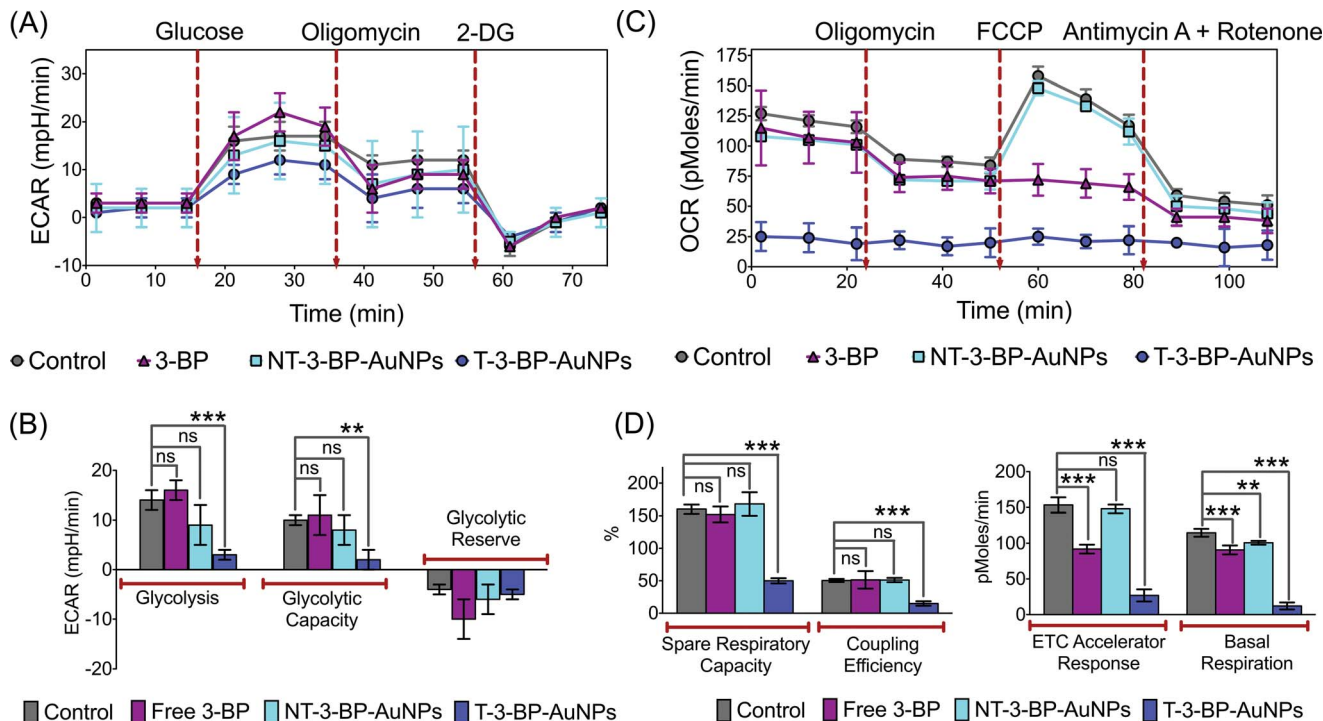 (A)
Glucose Oligomycin 2-DG
ECAR (mpH/min)
30
20
10
0
-10
0 10 20 30 40 50 60 70
Time (min)
Control 3-BP NT-3-BP-AuNPs T-3-BP-AuNPs
(C)
Oligomycin FCCP Antimycin A + Rotenone
OCR (pMoles/min)
175
150
125
100
75
50
25
0
0 20 40 60 80 100
Time (min)
Control 3-BP NT-3-BP-AuNPs T-3-BP-AuNPs
(B)
ECAR (mpH/min)
20
10
0
-10
-20
***
ns
ns
**
ns
ns
Glycolytic
Reserve
Glycolysis
Glycolytic
Capacity
Control Free 3-BP NT-3-BP-AuNPs T-3-BP-AuNPs
(D)
%
150
100
50
0
***
ns
ns
***
ns
ns
Spare Respiratory
Capacity
Coupling
Efficiency
pMoles/min
150
100
50
0
***
ns
***
***
**
***
ETC Accelerator
Response
Basal
Respiration
Control Free 3-BP NT-3-BP-AuNPs T-3-BP-AuNPs